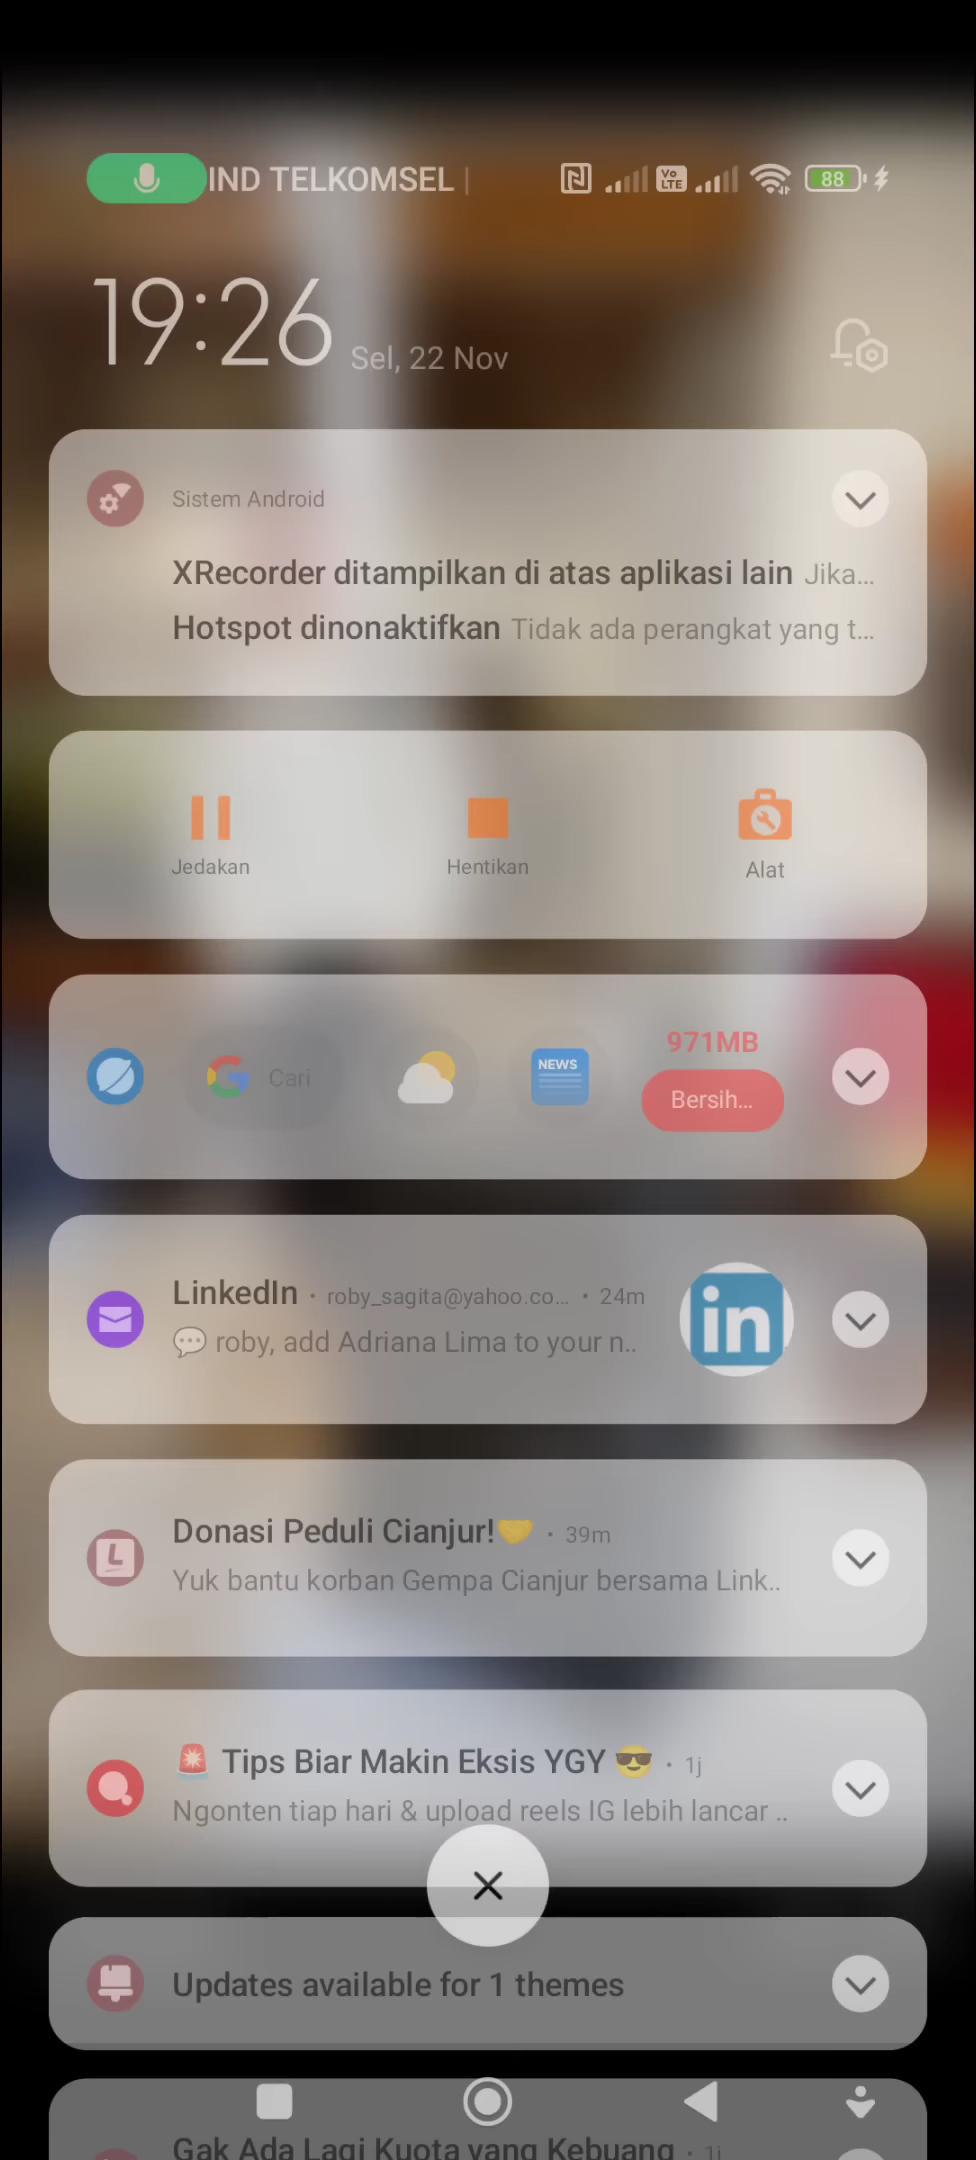 IND TELKOMSEL |
Vo LTE
88
19:26
Sel, 22 Nov
Sistem Android
XRecorder ditampilkan di atas aplikasi lain Jika...
Hotspot dinonaktifkan Tidak ada perangkat yang t...
Jedakan
Hentikan
Alat
Cari
NEWS
971MB
Bersih...
LinkedIn • roby_sagita@yahoo.co... • 24m
💬 roby, add Adriana Lima to your n..
in
Donasi Peduli Cianjur!🤝 • 39m
Yuk bantu korban Gempa Cianjur bersama Link..
🚨 Tips Biar Makin Eksis YGY 😎 • 1j
Ngonten tiap hari & upload reels IG lebih lancar ..
Updates available for 1 themes
Gak Ada Lagi Kuota yang Kebuang • 1j